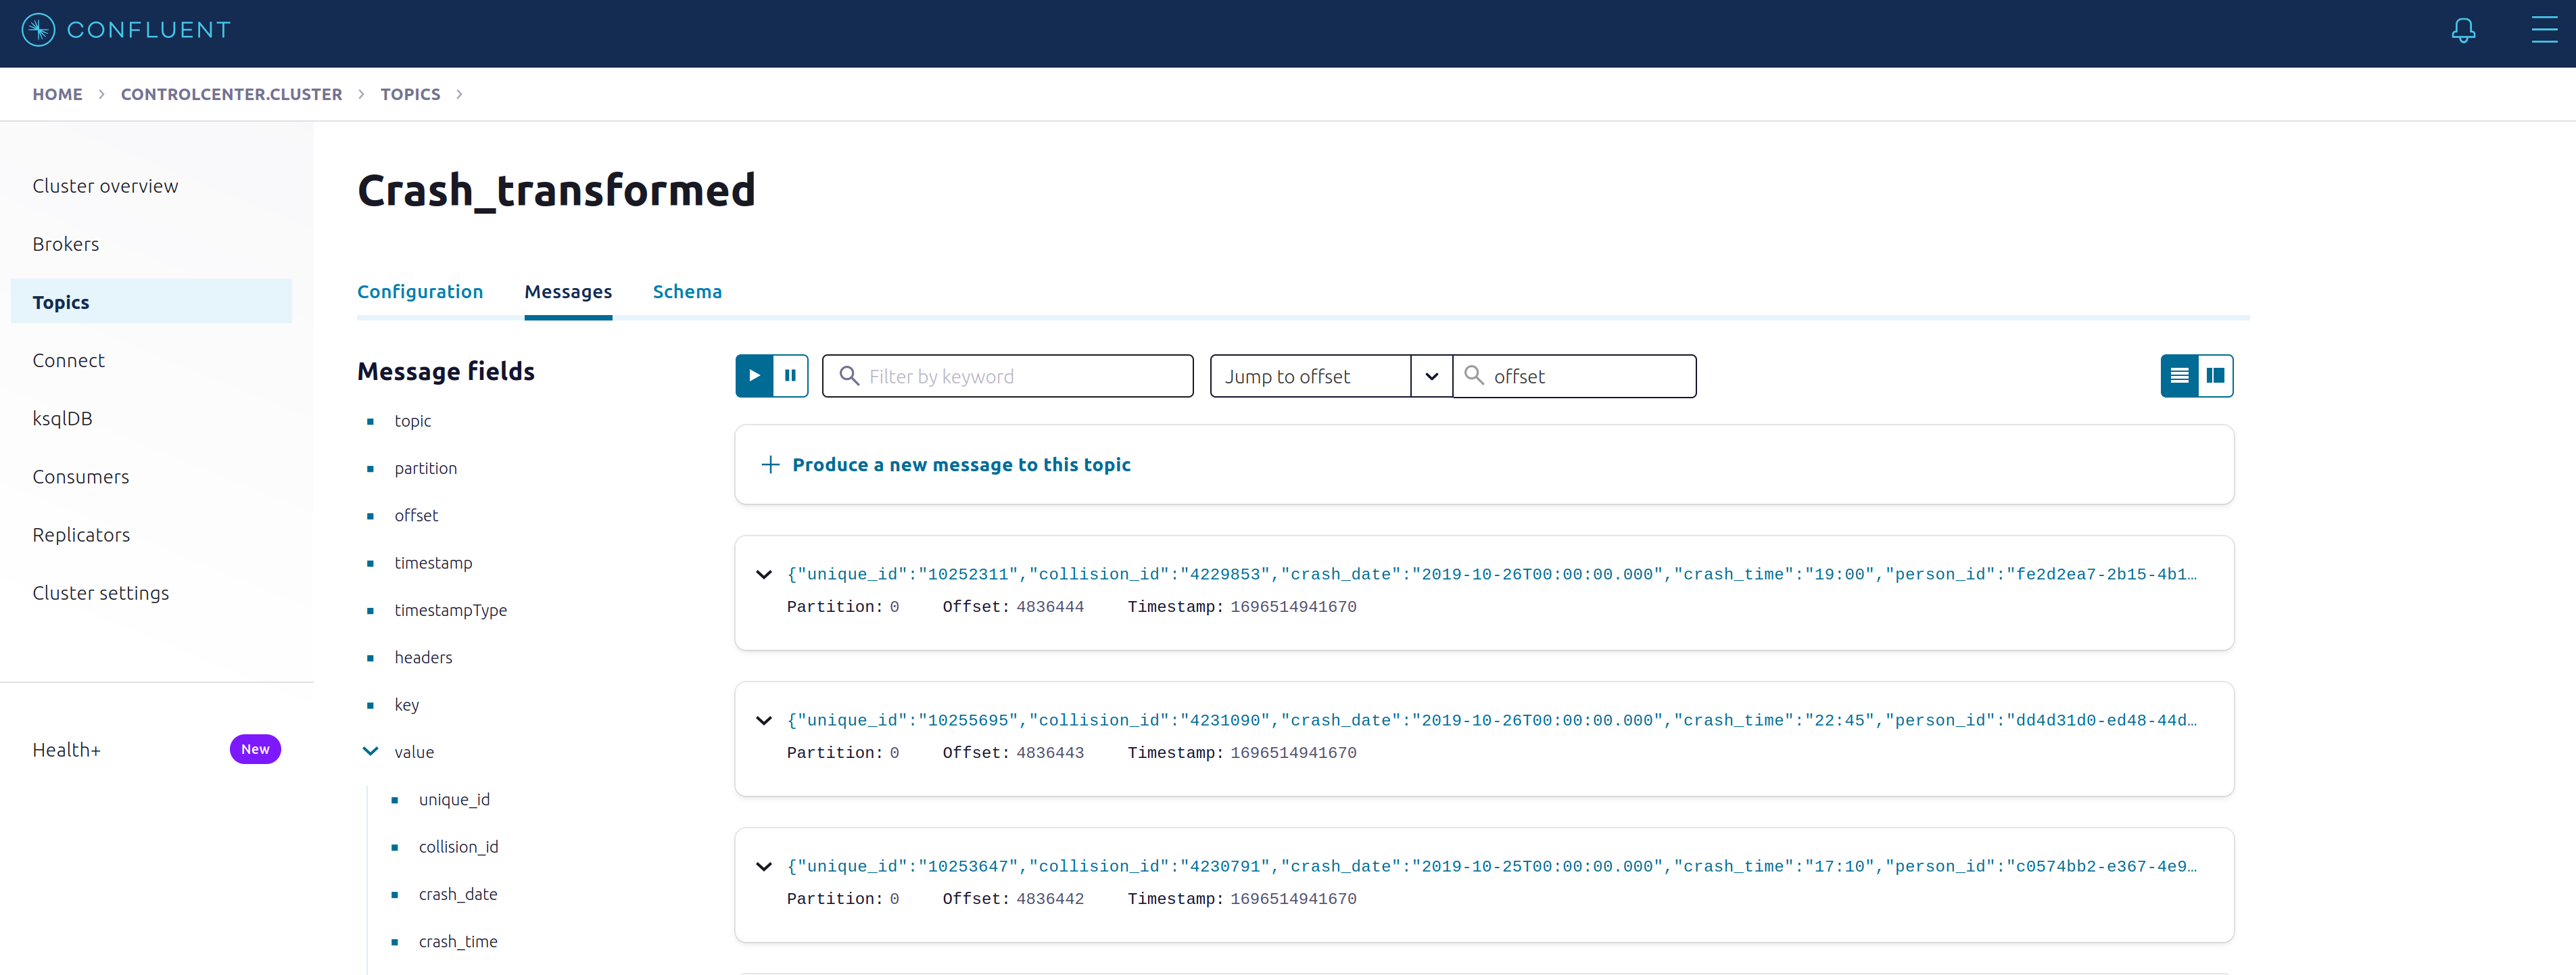 CONFLUENT
HOME > CONTROLCENTER.CLUSTER > TOPICS >
Cluster overview
Brokers
Topics
Connect
ksqlDB
Consumers
Replicators
Cluster settings
Health+ New
Crash_transformed
Configuration Messages Schema
Message fields
topic
partition
offset
timestamp
timestampType
headers
key
value
unique_id
collision_id
crash_date
crash_time
Filter by keyword Jump to offset offset
+ Produce a new message to this topic
{"unique_id":"10252311","collision_id":"4229853","crash_date":"2019-10-26T00:00:00.000","crash_time":"19:00","person_id":"fe2d2ea7-2b15-4b1…
Partition: 0 Offset: 4836444 Timestamp: 1696514941670
{"unique_id":"10255695","collision_id":"4231090","crash_date":"2019-10-26T00:00:00.000","crash_time":"22:45","person_id":"dd4d31d0-ed48-44d…
Partition: 0 Offset: 4836443 Timestamp: 1696514941670
{"unique_id":"10253647","collision_id":"4230791","crash_date":"2019-10-25T00:00:00.000","crash_time":"17:10","person_id":"c0574bb2-e367-4e9…
Partition: 0 Offset: 4836442 Timestamp: 1696514941670